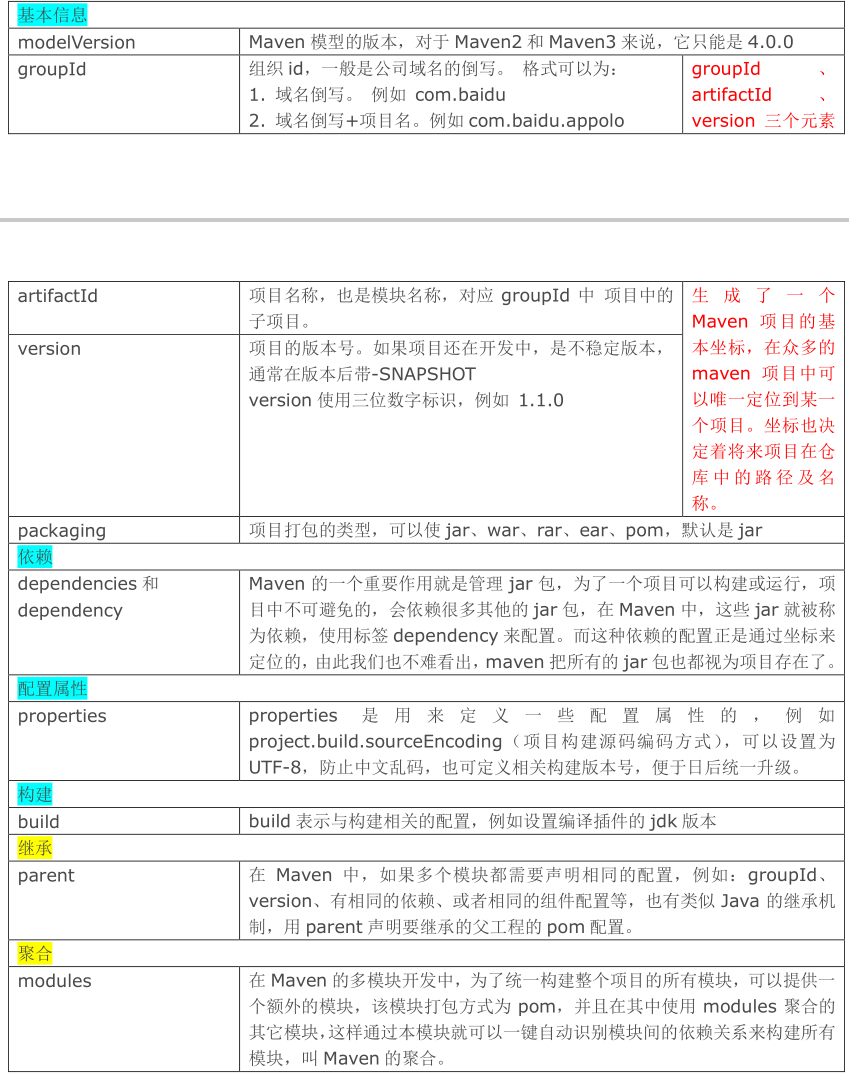 基本信息
modelVersion
Maven 模型的版本，对于 Maven2 和 Maven3 来说，它只能是 4.0.0
groupId
组织 id，一般是公司域名的倒写。 格式可以为：
1. 域名倒写。 例如 com.baidu
2. 域名倒写+项目名。例如 com.baidu.appolo
groupId 、
artifactId 、
version 三个元素
artifactId
项目名称，也是模块名称，对应 groupId 中 项目中的
子项目。
version
项目的版本号。如果项目还在开发中，是不稳定版本，
通常在版本后带-SNAPSHOT
version 使用三位数字标识，例如 1.1.0
生成了一个
Maven 项目的基
本坐标，在众多的
maven 项目中可
以唯一定位到某一
个项目。坐标也决
定着将来项目在仓
库中的路径及名
称。
packaging
项目打包的类型，可以使 jar、war、rar、ear、pom，默认是 jar
依赖
dependencies 和
dependency
Maven 的一个重要作用就是管理 jar 包，为了一个项目可以构建或运行，项
目中不可避免的，会依赖很多其他的 jar 包，在 Maven 中，这些 jar 就被称
为依赖，使用标签 dependency 来配置。而这种依赖的配置正是通过坐标来
定位的，由此我们也不难看出，maven 把所有的 jar 包也都视为项目存在了。
配置属性
properties
properties 是用来定义一些配置属性的，例如
project.build.sourceEncoding（项目构建源码编码方式），可以设置为
UTF-8，防止中文乱码，也可定义相关构建版本号，便于日后统一升级。
构建
build
build 表示与构建相关的配置，例如设置编译插件的 jdk 版本
继承
parent
在 Maven 中，如果多个模块都需要声明相同的配置，例如：groupId、
version、有相同的依赖、或者相同的组件配置等，也有类似 Java 的继承机
制，用 parent 声明要继承的父工程的 pom 配置。
聚合
modules
在 Maven 的多模块开发中，为了统一构建整个项目的所有模块，可以提供一
个额外的模块，该模块打包方式为 pom，并且在其中使用 modules 聚合的
其它模块，这样通过本模块就可以一键自动识别模块间的依赖关系来构建所有
模块，叫 Maven 的聚合。